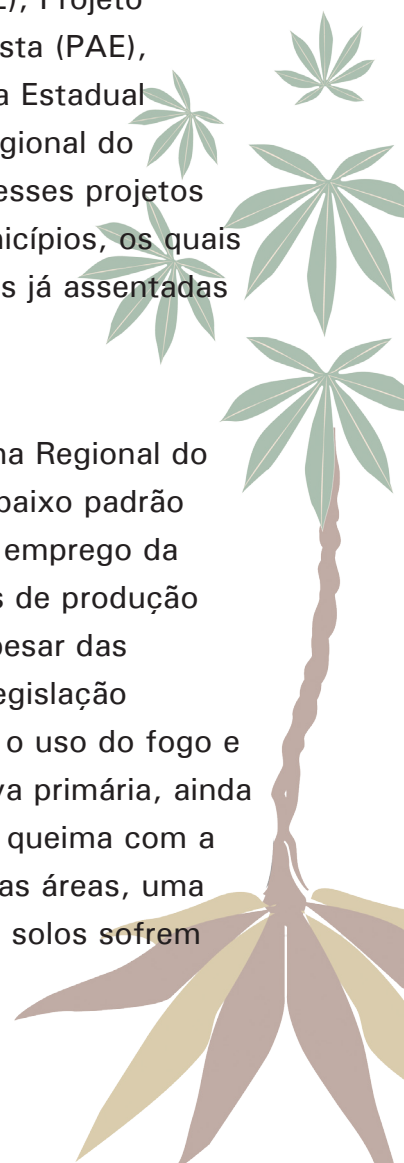 ), Projeto
sta (PAE),
a Estadual
gional do
esses projetos
nicípios, os quais
s já assentadas
na Regional do
baixo padrão
emprego da
s de produção
pesar das
egislação
o uso do fogo e
va primária, ainda
queima com a
as áreas, uma
solos sofrem